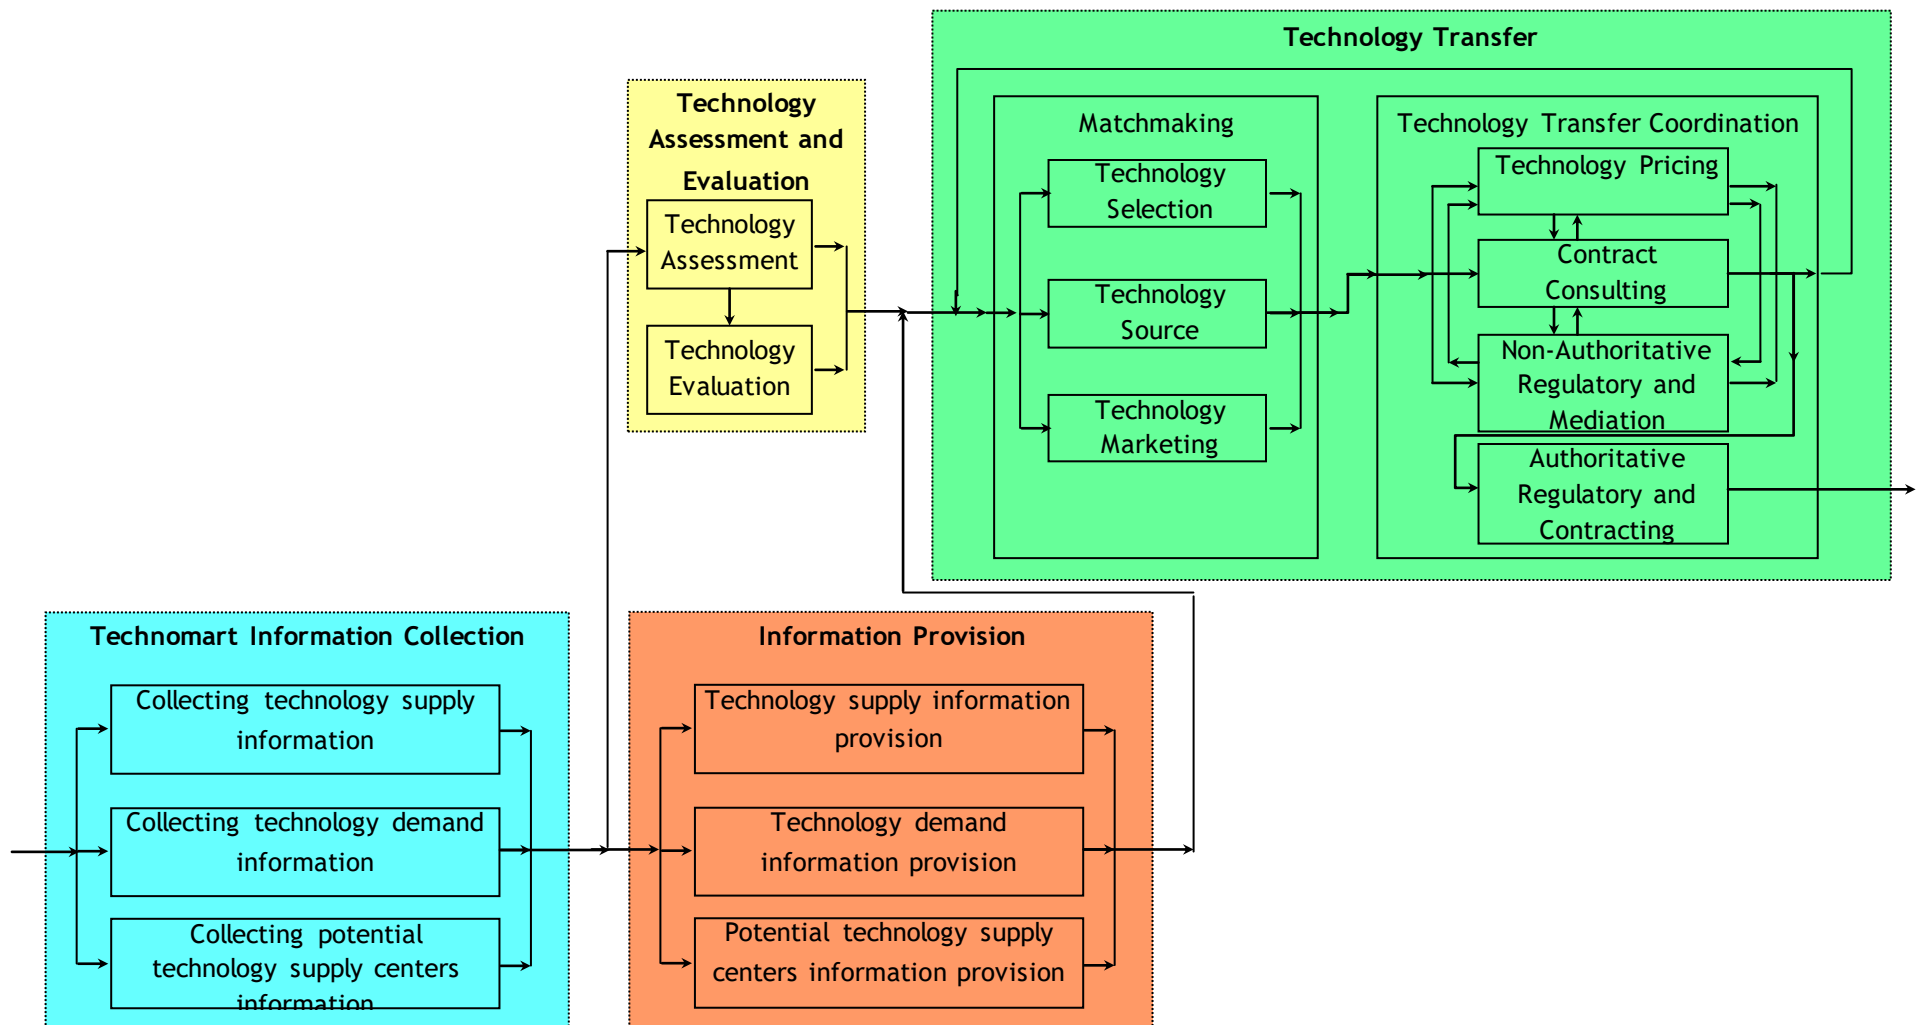 Technology Transfer
Technology
Assessment and
Evaluation
Technology
Assessment
Technology
Evaluation
Matchmaking
Technology
Selection
Technology
Source
Technology
Marketing
Technology Transfer Coordination
Technology Pricing
Contract
Consulting
Non-Authoritative
Regulatory and
Mediation
Authoritative
Regulatory and
Contracting
Technomart Information Collection
Collecting technology supply
information
Collecting technology demand
information
Collecting potential
technology supply centers
information
Information Provision
Technology supply information
provision
Technology demand
information provision
Potential technology supply
centers information provision